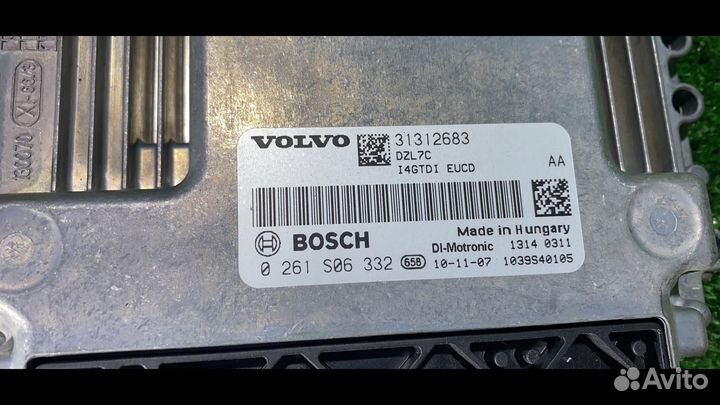 VOLVO 31312683
DZL7C
I4GTDI EUCD AA
Made in Hungary
BOSCH DI-Motronic 1314 0311
0 261 S06 332 658 10-11-07 1039S40105
Avito